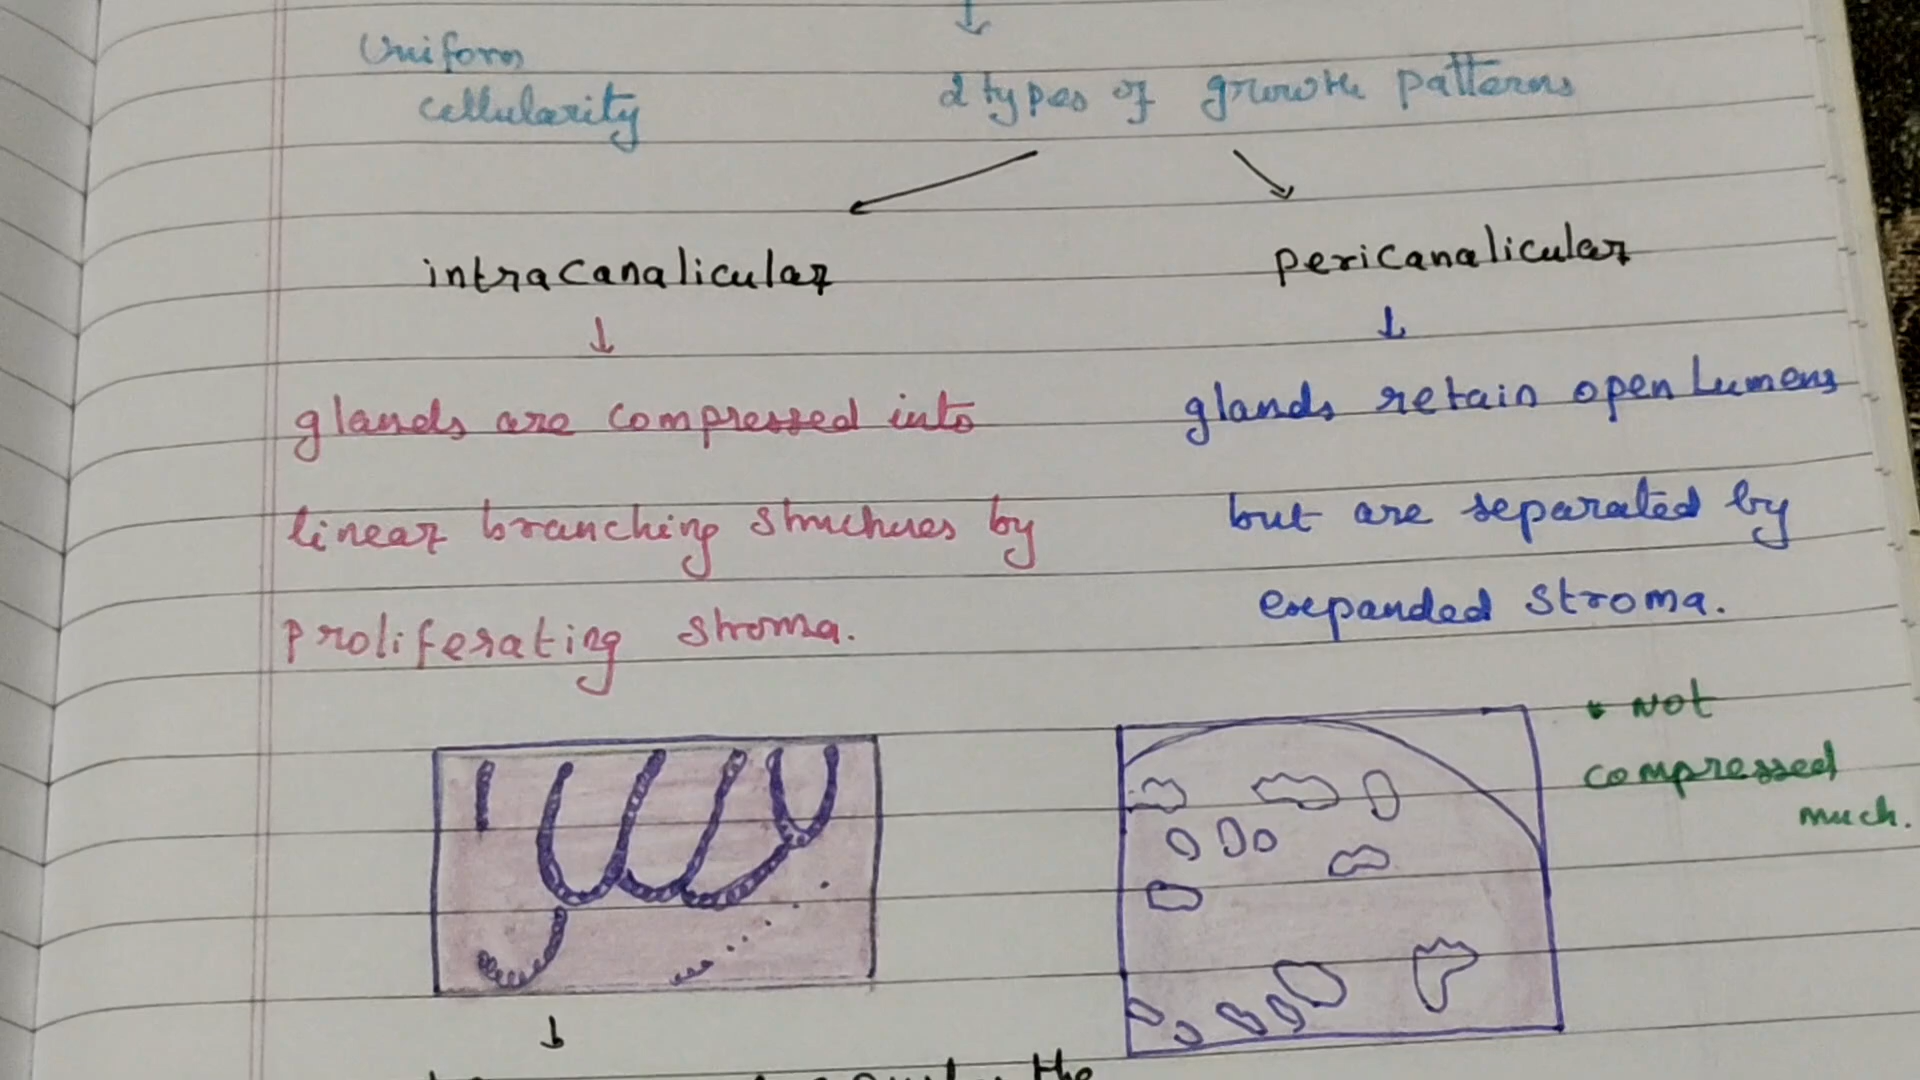 Uniform
cellularity
2 types of growth patterns
intracanalicular
pericanalicular
glands are compressed into
linear branching structures by
proliferating stroma.
glands retain open lumens
but are separated by
expanded stroma.
Not
compressed
much.
the